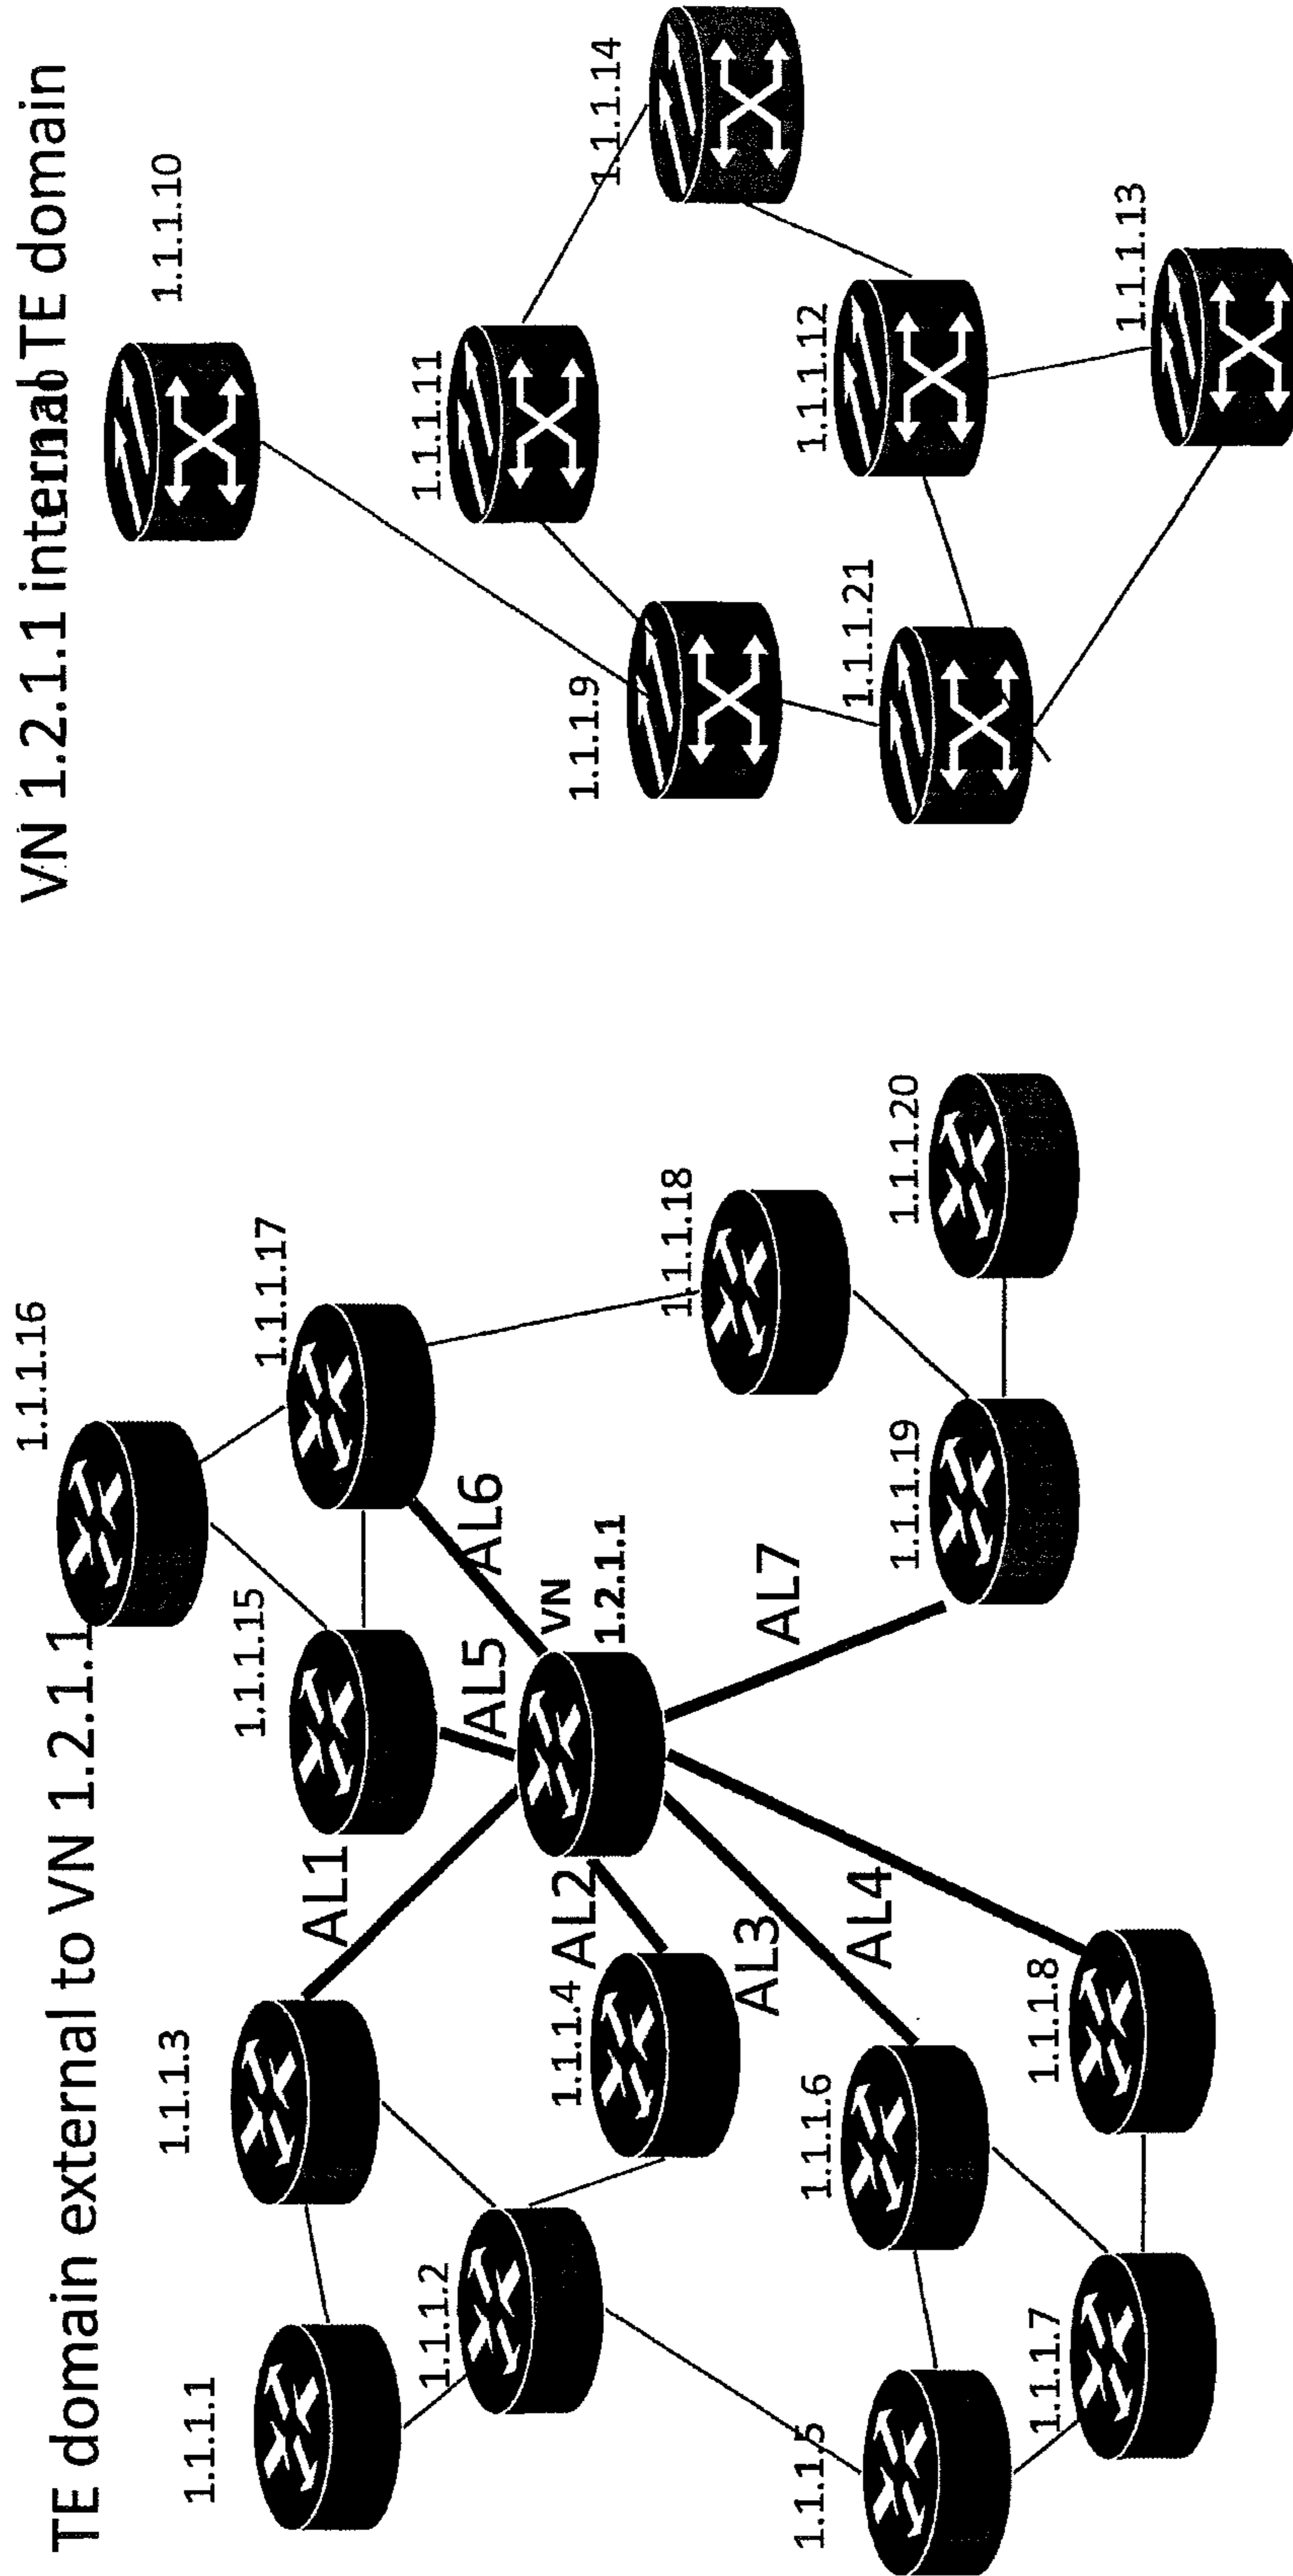 TE domain external to VN 1.2.1.1
1.1.1.16
1.1.1.17
1.1.1.15
1.1.1.3
1.1.1.1
AL1
AL5
AL6
VN
1.2.1.1
1.1.1.2
AL2
1.1.1.4
1.1.1.18
AL7
AL3
AL4
1.1.1.6
1.1.1.5
1.1.1.19
1.1.1.20
1.1.1.8
1.1.1.7
VN 1.2.1.1 internal TE domain
1.1.1.10
1.1.1.11
1.1.1.14
1.1.1.9
1.1.1.12
1.1.1.21
1.1.1.13